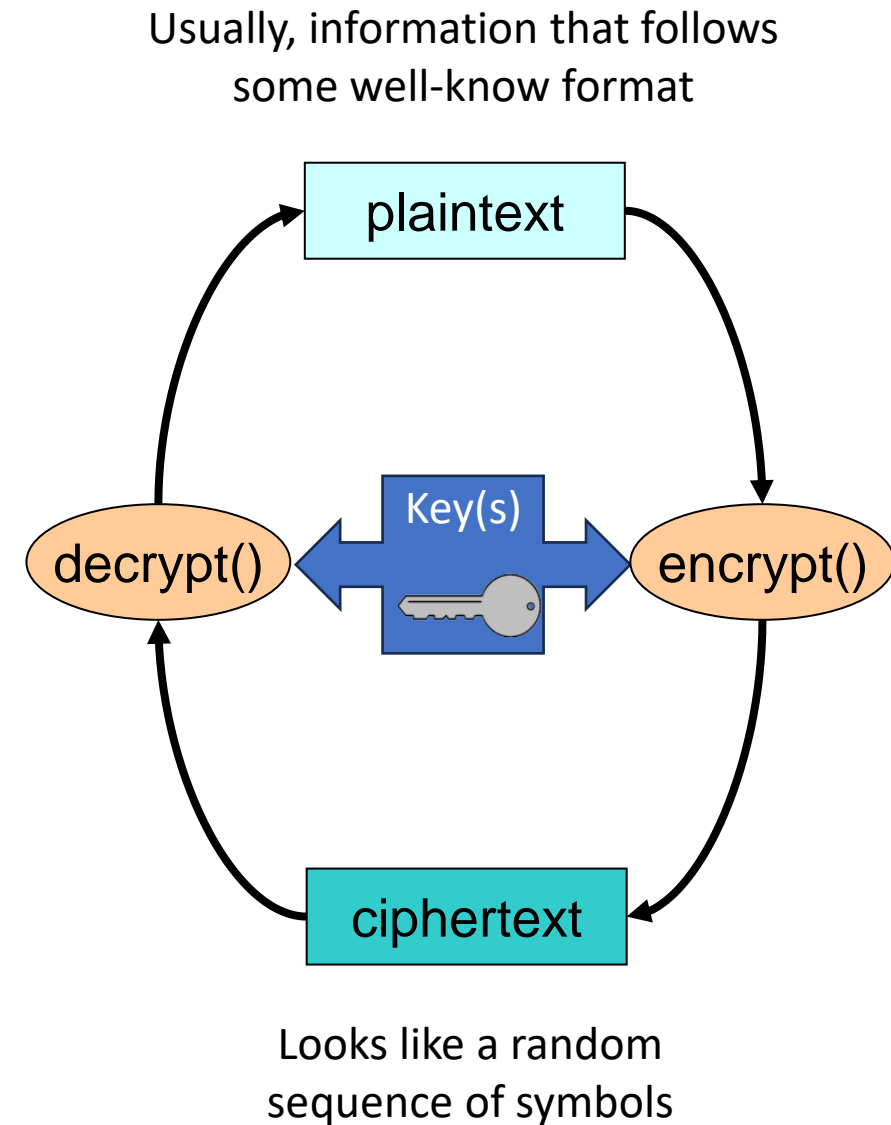 Usually, information that follows
some well-know format
plaintext
Key(s)
decrypt()
encrypt()
ciphertext
Looks like a random
sequence of symbols